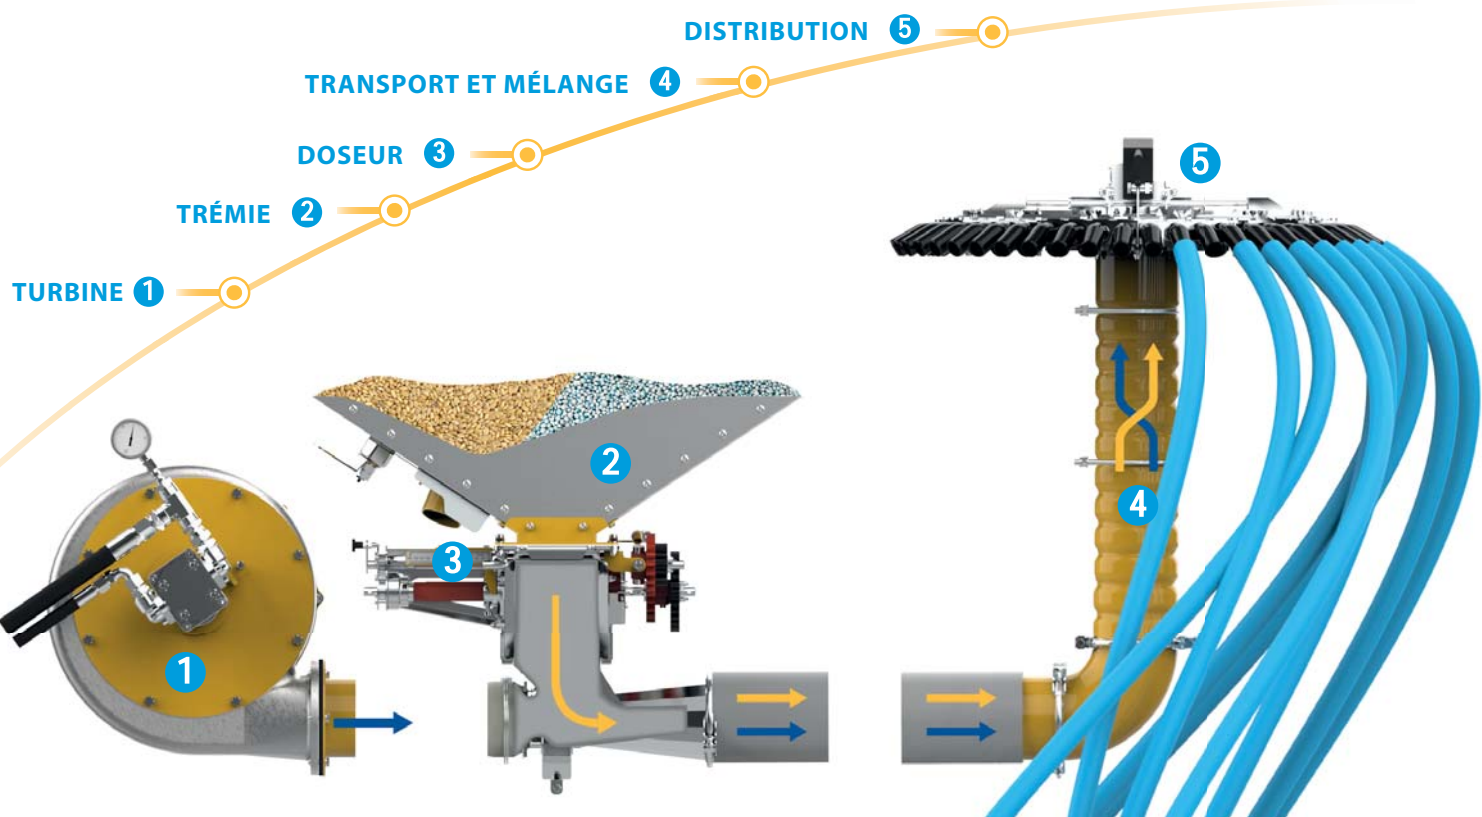 DISTRIBUTION 5
TRANSPORT ET MÉLANGE 4
DOSEUR 3
TRÉMIE 2
TURBINE 1
5
2
4
3
1